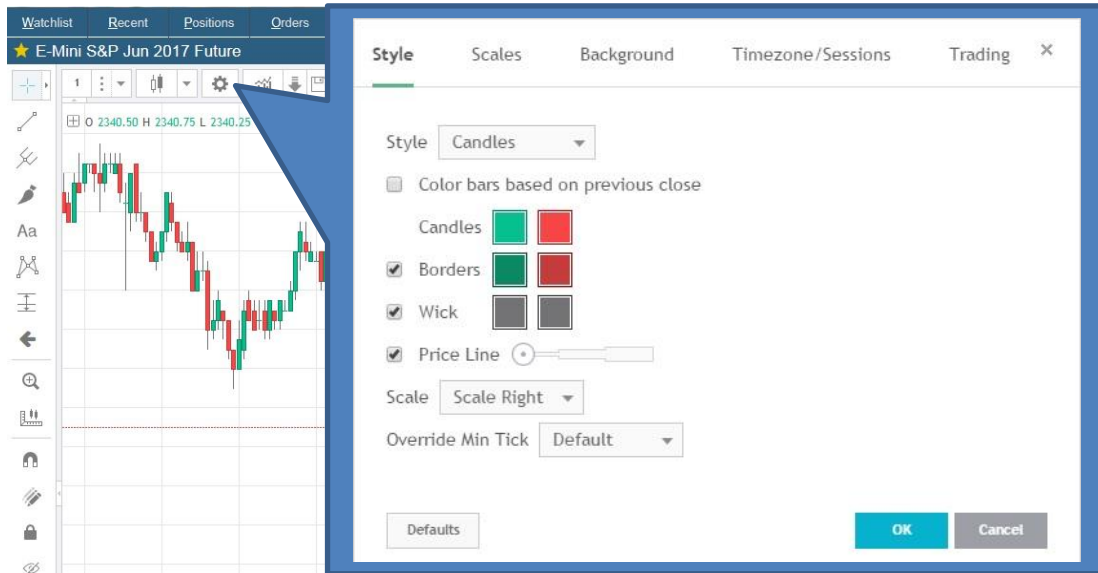 Watchlist Recent Positions Orders
E-Mini S&P Jun 2017 Future
1
O 2340.50 H 2340.75 L 2340.25
Aa
Style Scales Background Timezone/Sessions Trading ×
Style Candles
Color bars based on previous close
Candles
Borders
Wick
Price Line
Scale Scale Right
Override Min Tick Default
Defaults OK Cancel